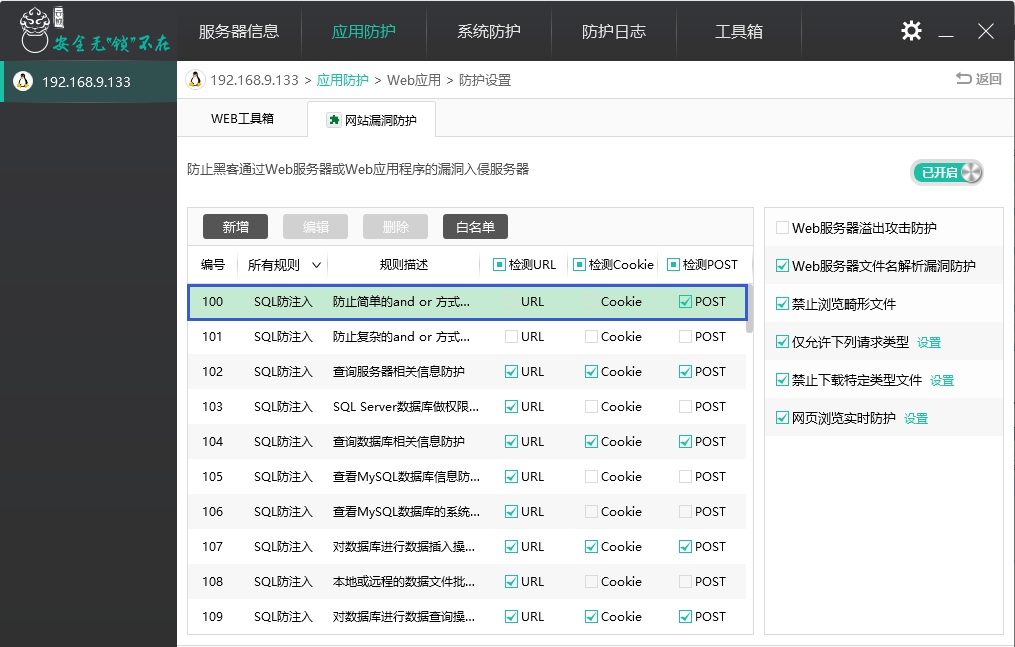 服务器信息 应用防护 系统防护 防护日志 工具箱
安全无"锁"不在
192.168.9.133
192.168.9.133 > 应用防护 > Web应用 > 防护设置 返回
WEB工具箱 网站漏洞防护
防止黑客通过Web服务器或Web应用程序的漏洞入侵服务器 已开启
新增 编辑 删除 白名单
编号 所有规则 规则描述 检测URL 检测Cookie 检测POST
100 SQL防注入 防止简单的and or 方式... URL Cookie POST
101 SQL防注入 防止复杂的and or 方式... URL Cookie POST
102 SQL防注入 查询服务器相关信息防护 URL Cookie POST
103 SQL防注入 SQL Server数据库做权限... URL Cookie POST
104 SQL防注入 查询数据库相关信息防护 URL Cookie POST
105 SQL防注入 查看MySQL数据库信息防... URL Cookie POST
106 SQL防注入 查看MySQL数据库的系统... URL Cookie POST
107 SQL防注入 对数据库进行数据插入操... URL Cookie POST
108 SQL防注入 本地或远程的数据文件批... URL Cookie POST
109 SQL防注入 对数据库进行数据查询操... URL Cookie POST
Web服务器溢出攻击防护
Web服务器文件名解析漏洞防护
禁止浏览畸形文件
仅允许下列请求类型 设置
禁止下载特定类型文件 设置
网页浏览实时防护 设置